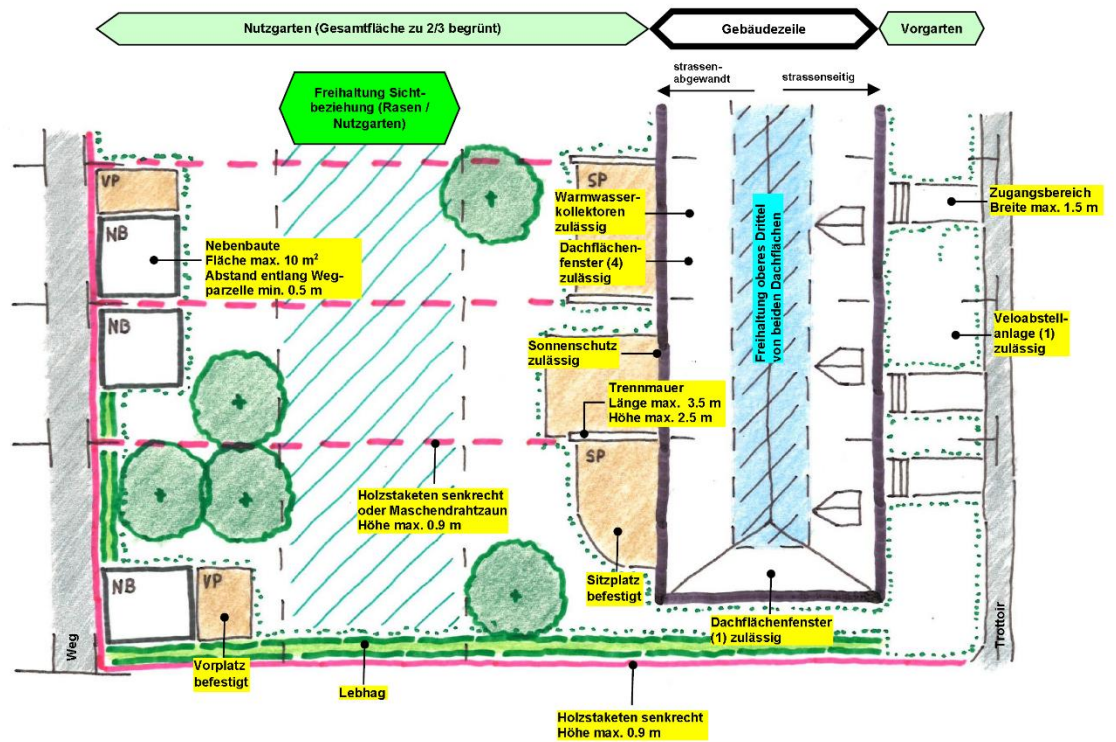 Nutzgarten (Gesamtfläche zu 2/3 begrünt)
Gebäudezeile
Vorgarten
strassen-
abgewandt
strassenseitig
Freihaltung Sicht-
beziehung (Rasen /
Nutzgarten)
VP
NB
Nebenbaute
Fläche max. 10 m²
Abstand entlang Weg-
parzelle min. 0.5 m
NB
SP
Warmwasser-
kollektoren
zulässig
Dachflächen-
fenster (4)
zulässig
Freihaltung oberes Drittel
von beiden Dachflächen
Zugangsbereich
Breite max. 1.5 m
Veloabstell-
anlage (1)
zulässig
Sonnenschutz
zulässig
Trennmauer
Länge max. 3.5 m
Höhe max. 2.5 m
SP
Holzstaketen senkrecht
oder Maschendrahtzaun
Höhe max. 0.9 m
Sitzplatz
befestigt
NB
VP
Dachflächenfenster
(1) zulässig
Weg
Trottoir
Vorplatz
befestigt
Lebhag
Holzstaketen senkrecht
Höhe max. 0.9 m